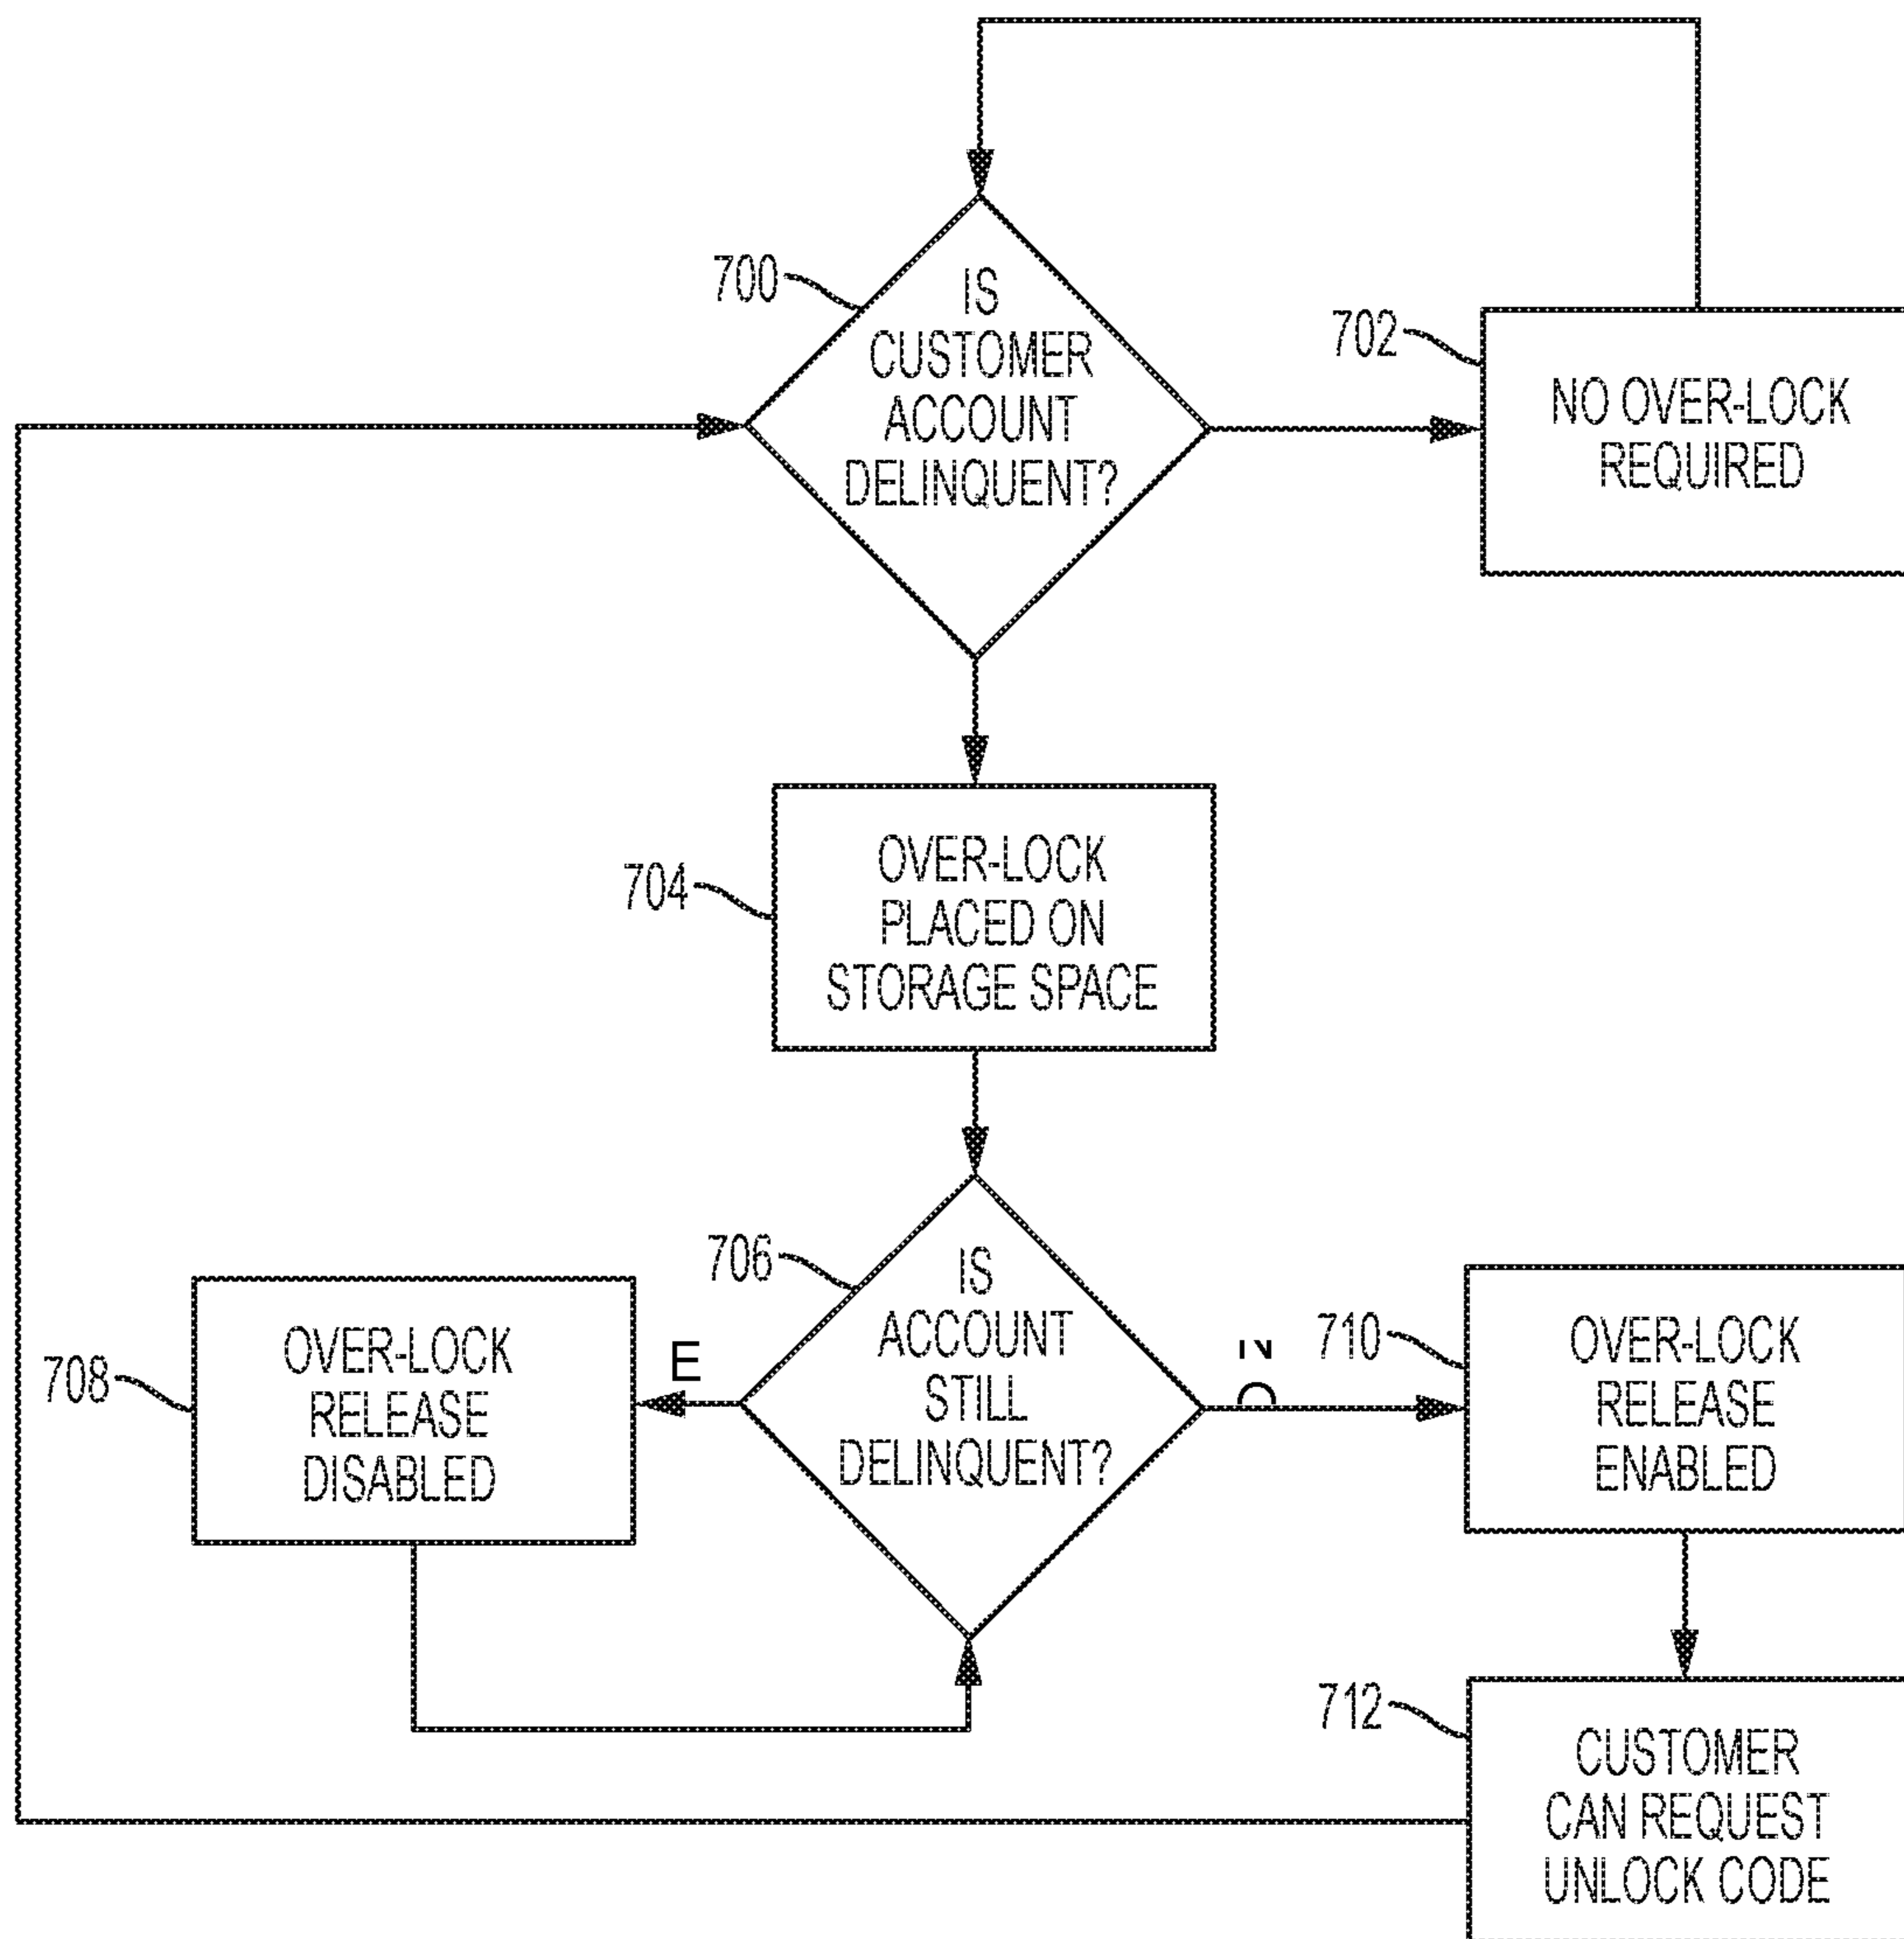 700
IS
CUSTOMER
ACCOUNT
DELINQUENT?
702
NO OVER-LOCK
REQUIRED
704
OVER-LOCK
PLACED ON
STORAGE SPACE
706
IS
ACCOUNT
STILL
DELINQUENT?
E
708
OVER-LOCK
RELEASE
DISABLED
710
OVER-LOCK
RELEASE
ENABLED
712
CUSTOMER
CAN REQUEST
UNLOCK CODE